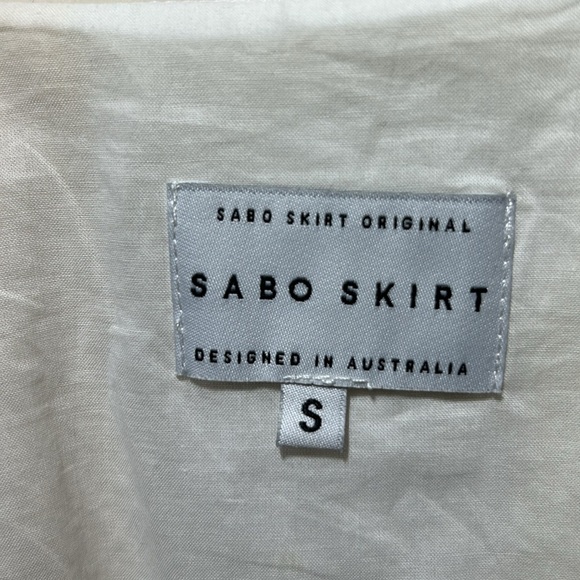 SABO SKIRT ORIGINAL
SABO SKIRT
DESIGNED IN AUSTRALIA
S